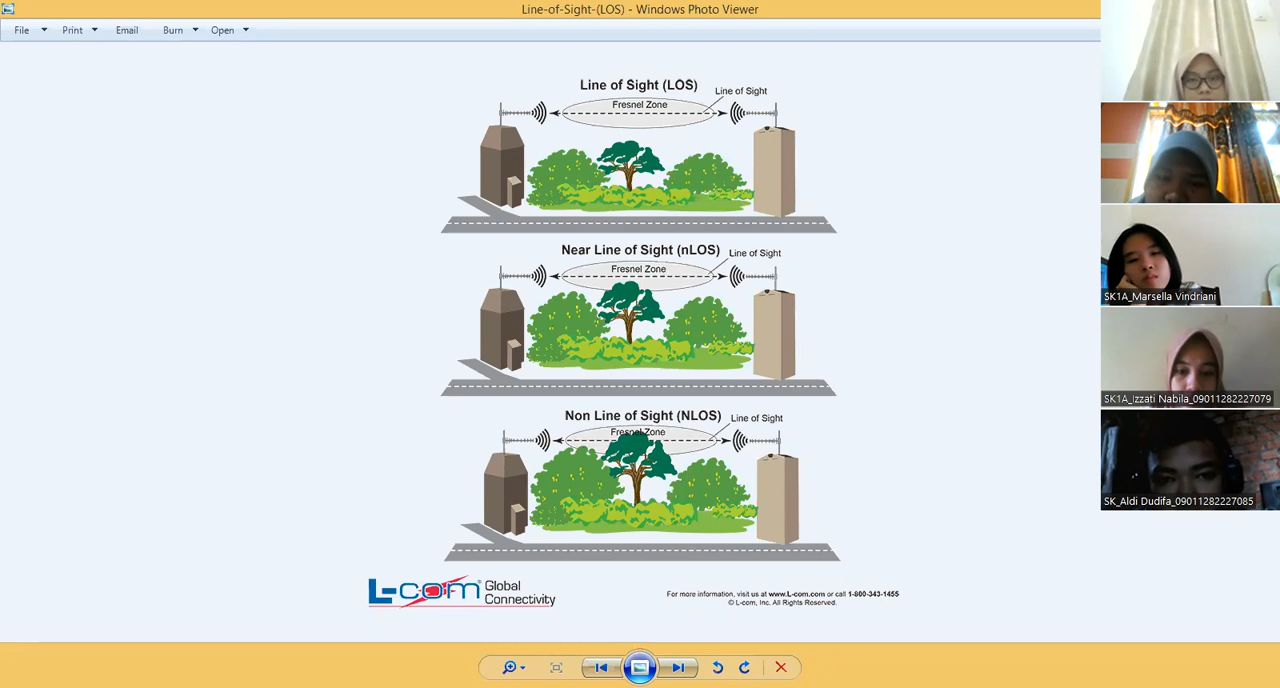 Line-of-Sight-(LOS) - Windows Photo Viewer
File Print Email Burn Open
Line of Sight (LOS)
Line of Sight
Fresnel Zone
Near Line of Sight (nLOS)
Line of Sight
Fresnel Zone
Non Line of Sight (NLOS)
Line of Sight
Fresnel Zone
L-com® Global
Connectivity
For more information, visit us at www.L-com.com or call 1-800-343-1455
© L-com, Inc. All Rights Reserved.
SK1A_Marsella Vindriani
SK1A_Izzati Nabila_09011282227079
SK_Aldi Dudifa_09011282227085